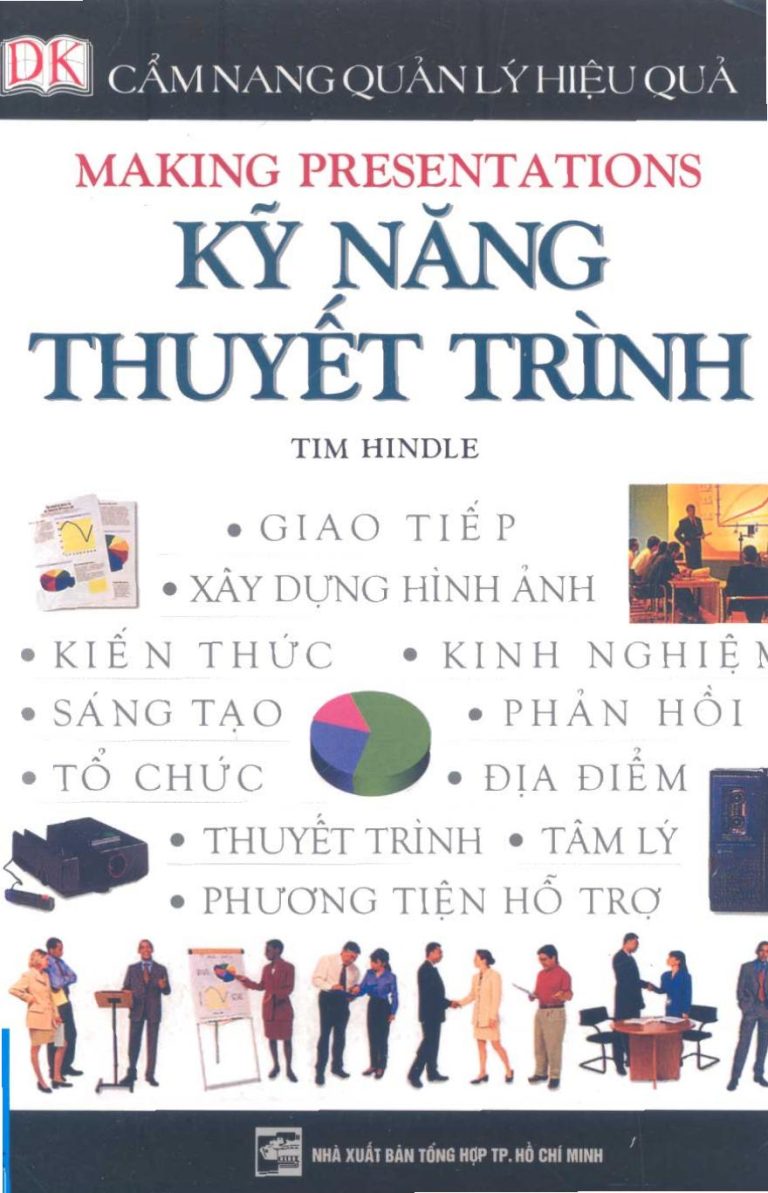 DK
CẨM NANG QUẢN LÝ HIỆU QUẢ
MAKING PRESENTATIONS
KỸ NĂNG
THUYẾT TRÌNH
TIM HINDLE
• GIAO TIẾP
• XÂY DỰNG HÌNH ẢNH
• KIẾN THỨC • KINH NGHIỆM
• SÁNG TẠO • PHẢN HỒI
• TỔ CHỨC • ĐỊA ĐIỂM
• THUYẾT TRÌNH • TÂM LÝ
• PHƯƠNG TIỆN HỖ TRỢ
NHÀ XUẤT BẢN TỔNG HỢP TP. HỒ CHÍ MINH